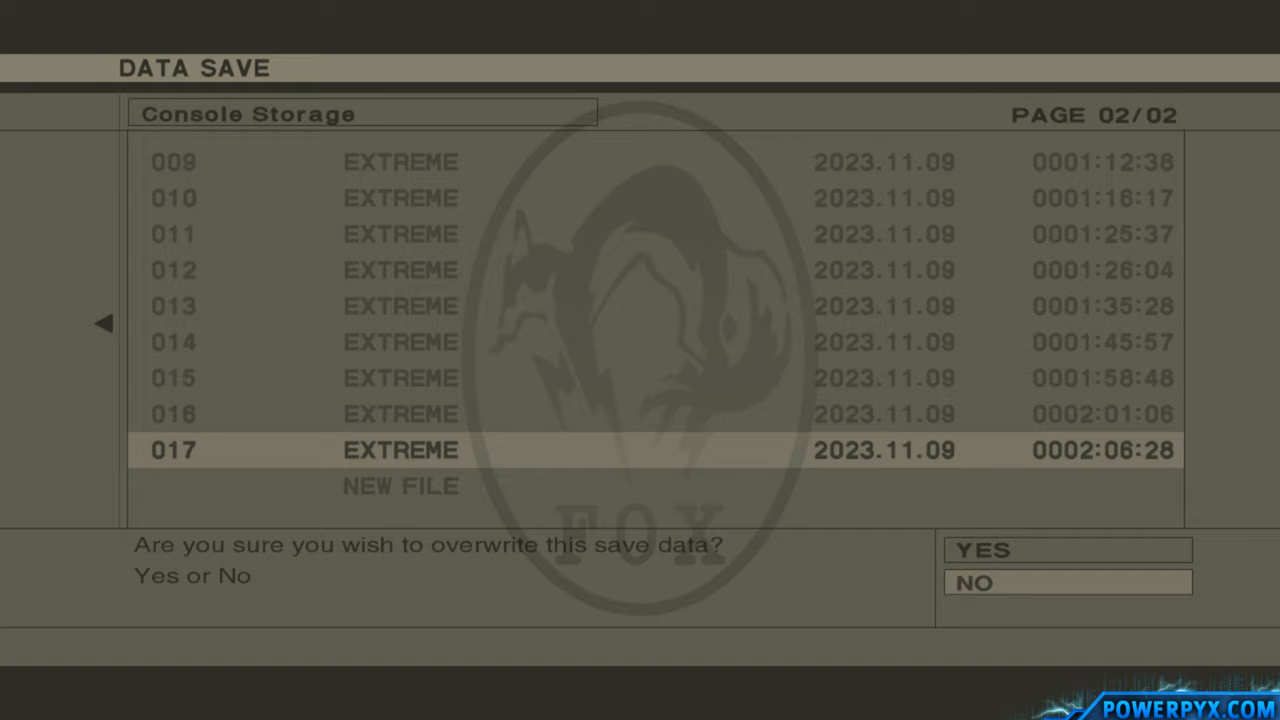 DATA SAVE
Console Storage PAGE 02/02
009 EXTREME 2023.11.09 0001:12:38
010 EXTREME 2023.11.09 0001:16:17
011 EXTREME 2023.11.09 0001:25:37
012 EXTREME 2023.11.09 0001:26:04
013 EXTREME 2023.11.09 0001:35:28
014 EXTREME 2023.11.09 0001:45:57
015 EXTREME 2023.11.09 0001:58:48
016 EXTREME 2023.11.09 0002:01:06
017 EXTREME 2023.11.09 0002:06:28
NEW FILE
FOX
Are you sure you wish to overwrite this save data?
Yes or No
YES
NO
POWERPYX.COM